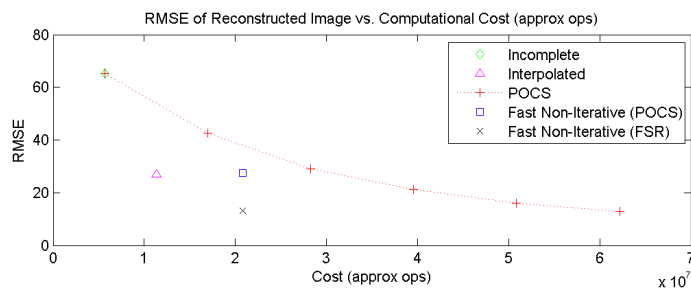 RMSE of Reconstructed Image vs. Computational Cost (approx ops)
80
60
40
20
0
RMSE
Incomplete
Interpolated
POCS
Fast Non-Iterative (POCS)
Fast Non-Iterative (FSR)
0 1 2 3 4 5 6 7
Cost (approx ops)
x 10^7